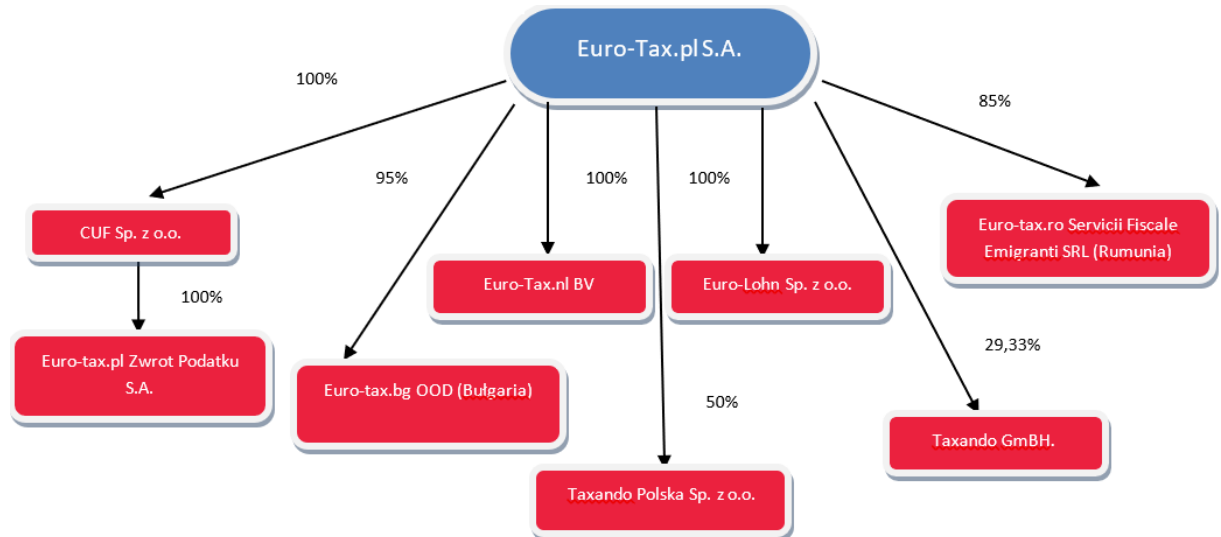 Euro-Tax.pl S.A.
100%
85%
95%
100%
100%
CUF Sp. z o.o.
Euro-tax.ro Servicii Fiscale
Emigranti SRL (Rumunia)
Euro-Tax.nl BV
Euro-Lohn Sp. z o.o.
100%
29,33%
Euro-tax.pl Zwrot Podatku
S.A.
Euro-tax.bg OOD (Bułgaria)
50%
Taxando GmBH.
Taxando Polska Sp. z o.o.